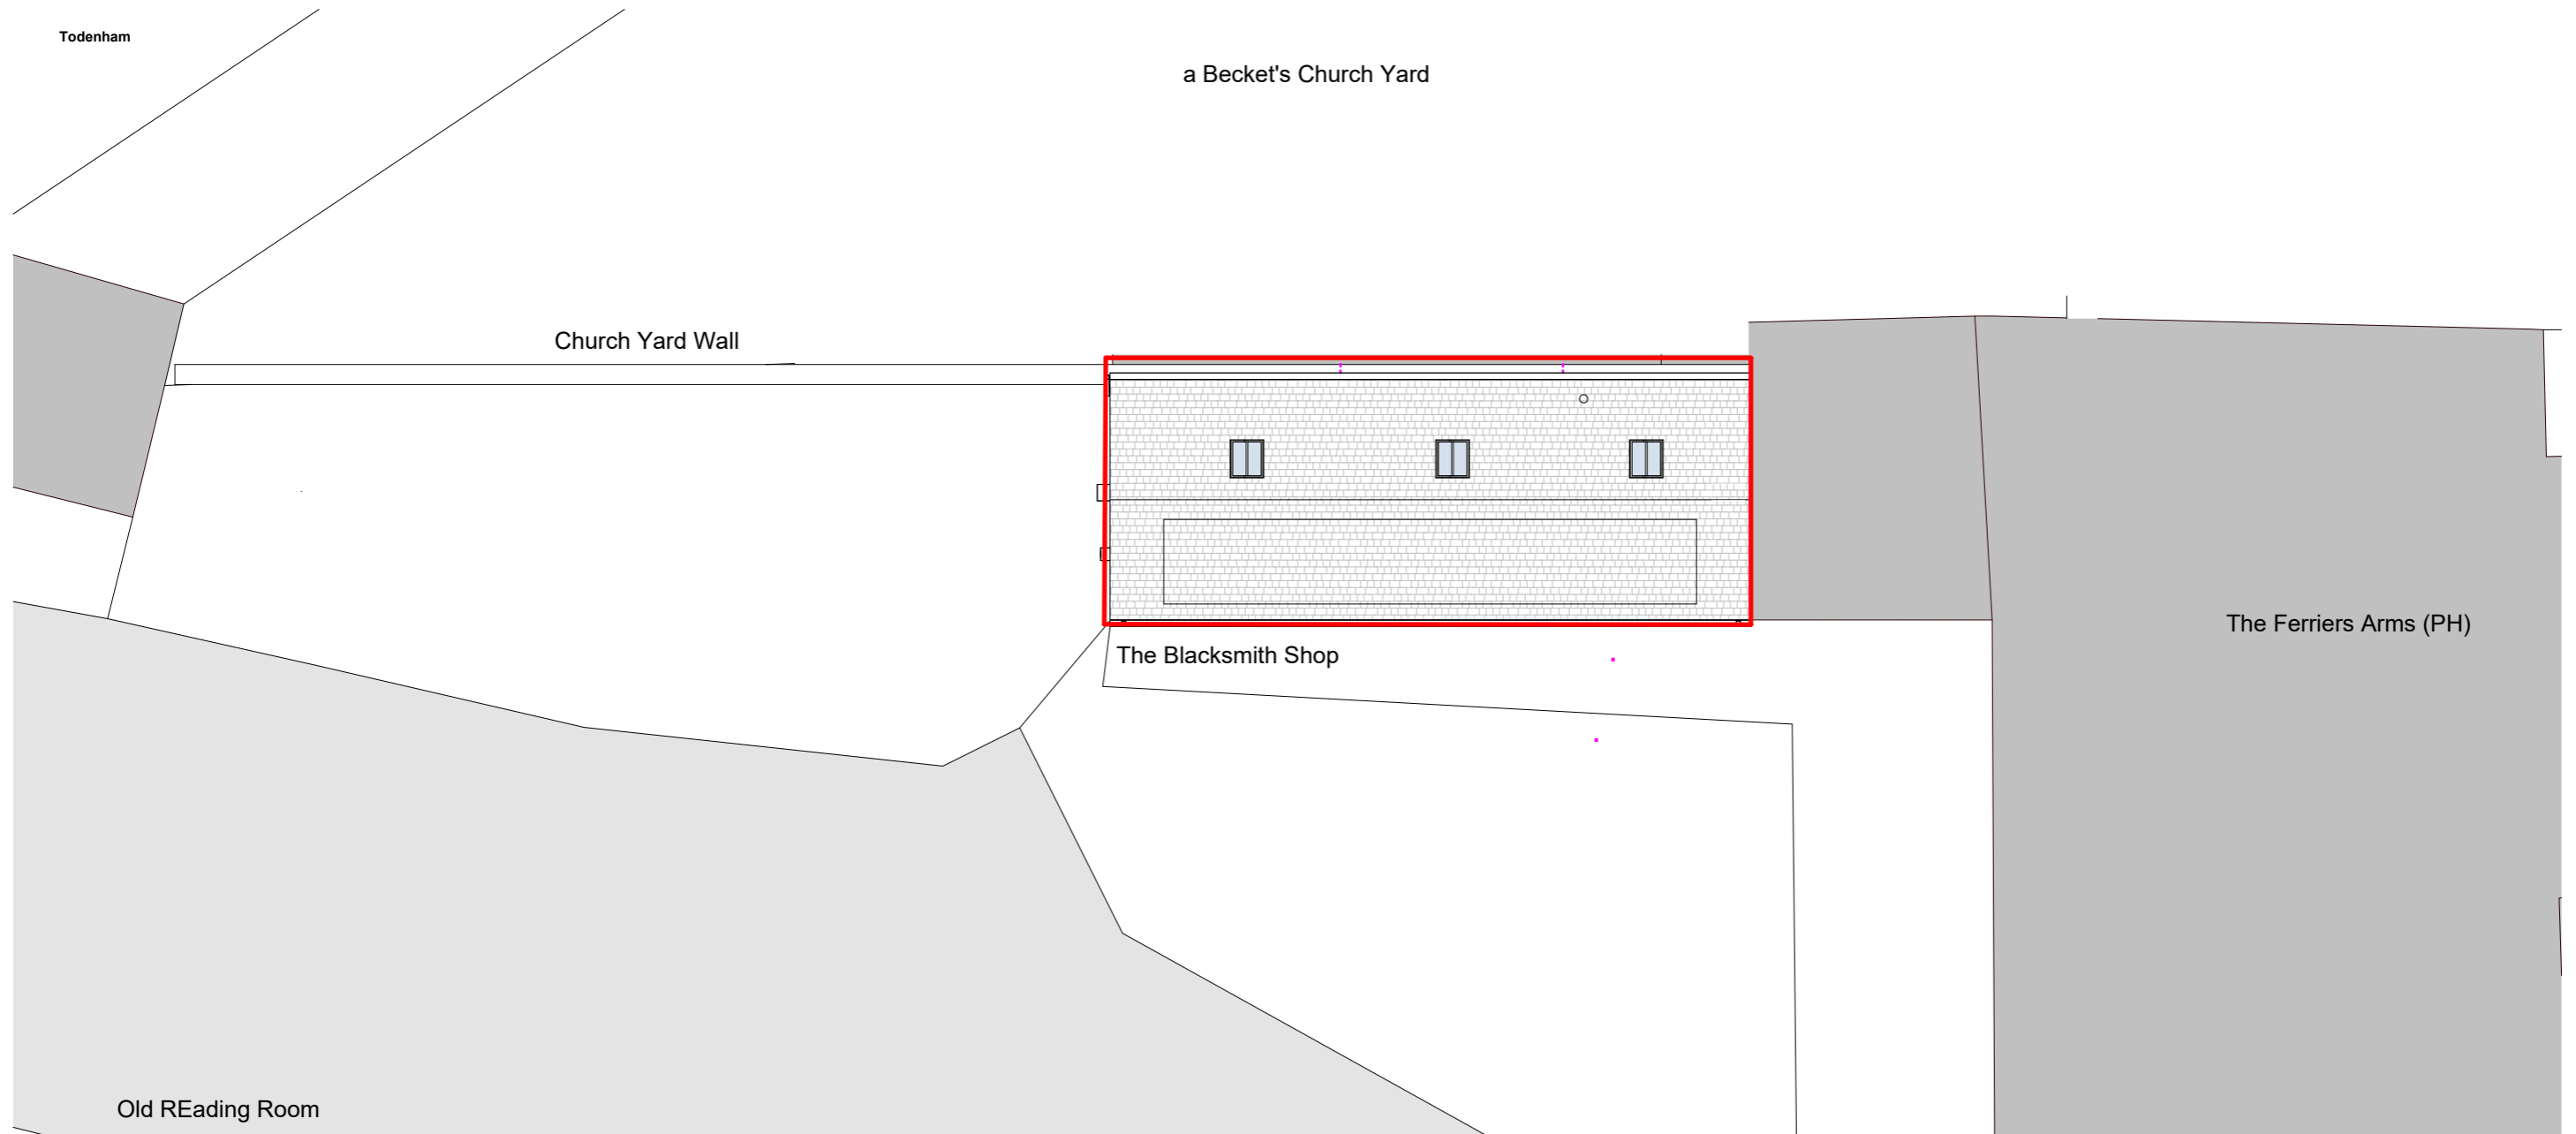 Todenham
a Becket's Church Yard
Church Yard Wall
The Ferriers Arms (PH)
The Blacksmith Shop
Old REading Room